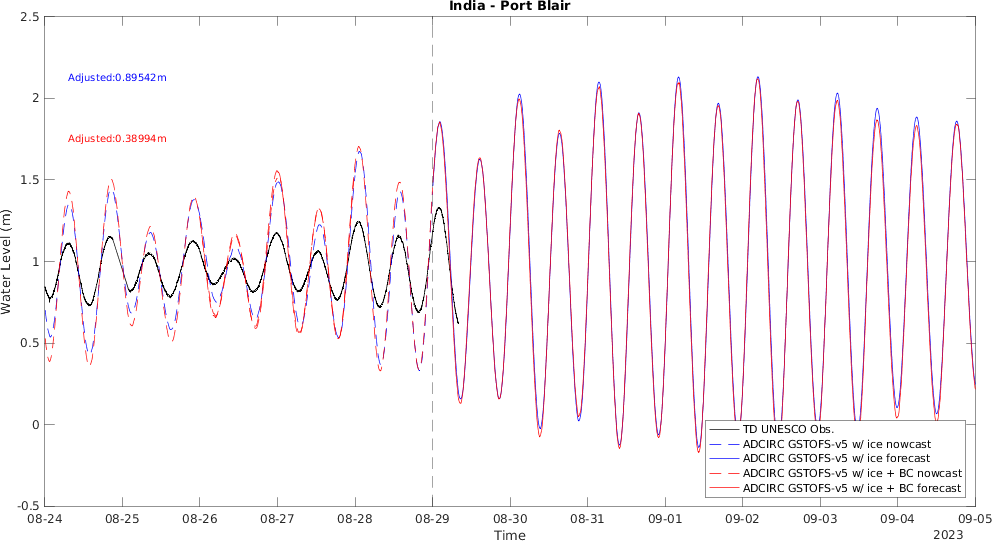 India - Port Blair
2.5
2
1.5
1
0.5
0
-0.5
Water Level (m)
Adjusted:0.89542m
Adjusted:0.38994m
TD UNESCO Obs.
ADCIRC GSTOFS-v5 w/ ice nowcast
ADCIRC GSTOFS-v5 w/ ice forecast
ADCIRC GSTOFS-v5 w/ ice + BC nowcast
ADCIRC GSTOFS-v5 w/ ice + BC forecast
08-24 08-25 08-26 08-27 08-28 08-29 08-30 08-31 09-01 09-02 09-03 09-04 09-05
Time
2023